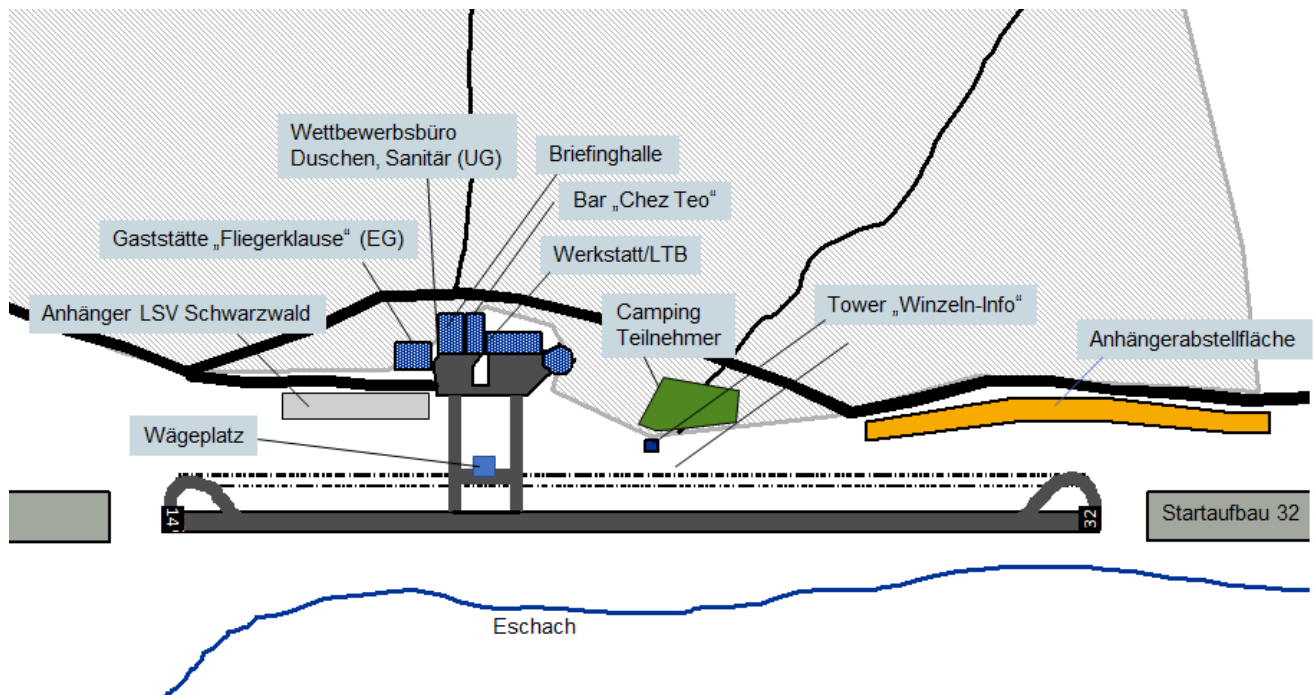 Wettbewerbsbüro
Duschen, Sanitär (UG)
Briefinghalle
Bar „Chez Teo“
Gaststätte „Fliegerklause“ (EG)
Werkstatt/LTB
Anhänger LSV Schwarzwald
Camping
Teilnehmer
Tower „Winzeln-Info“
Anhängerabstellfläche
Wägeplatz
14
32
Startaufbau 32
Eschach